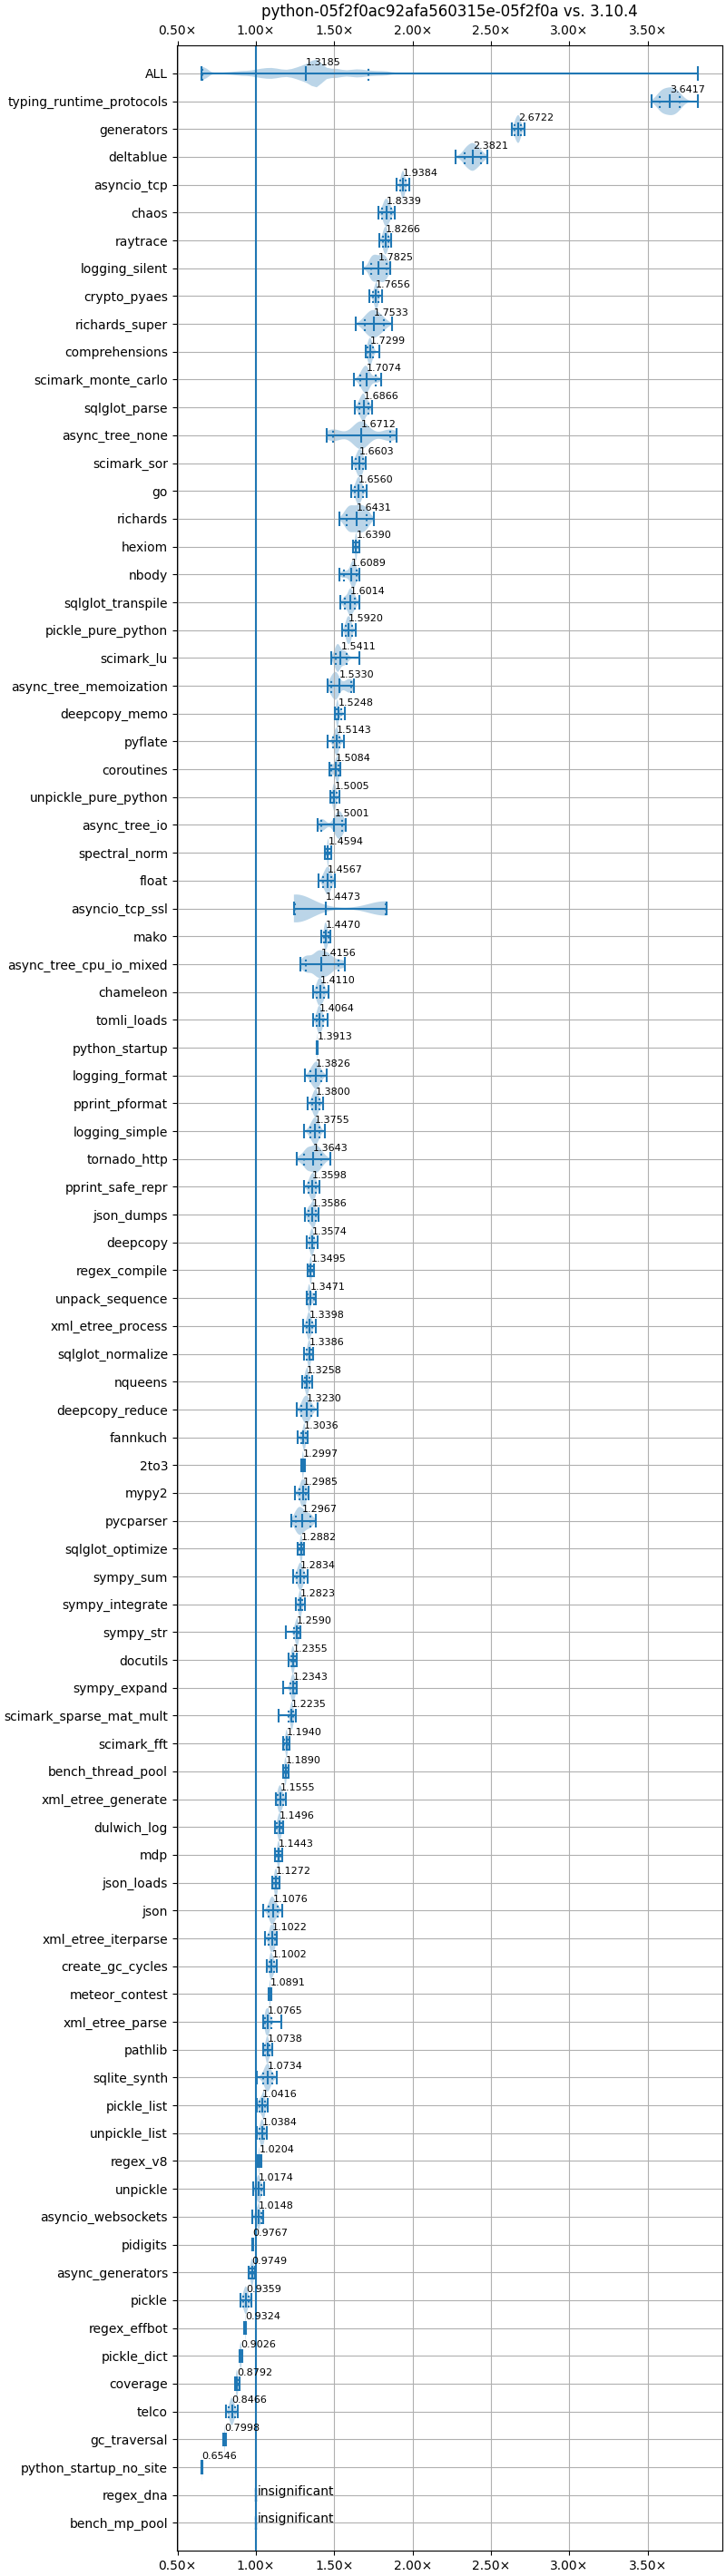 python-05f2f0ac92afa560315e-05f2f0a vs. 3.10.4
0.50× 1.00× 1.50× 2.00× 2.50× 3.00× 3.50×
ALL 1.3185
typing_runtime_protocols 3.6417
generators 2.6722
deltablue 2.3821
asyncio_tcp 1.9384
chaos 1.8339
raytrace 1.8266
logging_silent 1.7825
crypto_pyaes 1.7656
richards_super 1.7533
comprehensions 1.7299
scimark_monte_carlo 1.7074
sqlglot_parse 1.6866
async_tree_none 1.6712
scimark_sor 1.6603
go 1.6560
richards 1.6431
hexiom 1.6390
nbody 1.6089
sqlglot_transpile 1.6014
pickle_pure_python 1.5920
scimark_lu 1.5411
async_tree_memoization 1.5330
deepcopy_memo 1.5248
pyflate 1.5143
coroutines 1.5084
unpickle_pure_python 1.5005
async_tree_io 1.5001
spectral_norm 1.4594
float 1.4567
asyncio_tcp_ssl 1.4473
mako 1.4470
async_tree_cpu_io_mixed 1.4156
chameleon 1.4110
tomli_loads 1.4064
python_startup 1.3913
logging_format 1.3826
pprint_pformat 1.3800
logging_simple 1.3755
tornado_http 1.3643
pprint_safe_repr 1.3598
json_dumps 1.3586
deepcopy 1.3574
regex_compile 1.3495
unpack_sequence 1.3471
xml_etree_process 1.3398
sqlglot_normalize 1.3386
nqueens 1.3258
deepcopy_reduce 1.3230
fannkuch 1.3036
2to3 1.2997
mypy2 1.2985
pycparser 1.2967
sqlglot_optimize 1.2882
sympy_sum 1.2834
sympy_integrate 1.2823
sympy_str 1.2590
docutils 1.2355
sympy_expand 1.2343
scimark_sparse_mat_mult 1.2235
scimark_fft 1.1940
bench_thread_pool 1.1890
xml_etree_generate 1.1555
dulwich_log 1.1496
mdp 1.1443
json_loads 1.1272
json 1.1076
xml_etree_iterparse 1.1022
create_gc_cycles 1.1002
meteor_contest 1.0891
xml_etree_parse 1.0765
pathlib 1.0738
sqlite_synth 1.0734
pickle_list 1.0416
unpickle_list 1.0384
regex_v8 1.0204
unpickle 1.0174
asyncio_websockets 1.0148
pidigits 0.9767
async_generators 0.9749
pickle 0.9359
regex_effbot 0.9324
pickle_dict 0.9026
coverage 0.8792
telco 0.8466
gc_traversal 0.7998
python_startup_no_site 0.6546
regex_dna insignificant
bench_mp_pool insignificant
0.50× 1.00× 1.50× 2.00× 2.50× 3.00× 3.50×